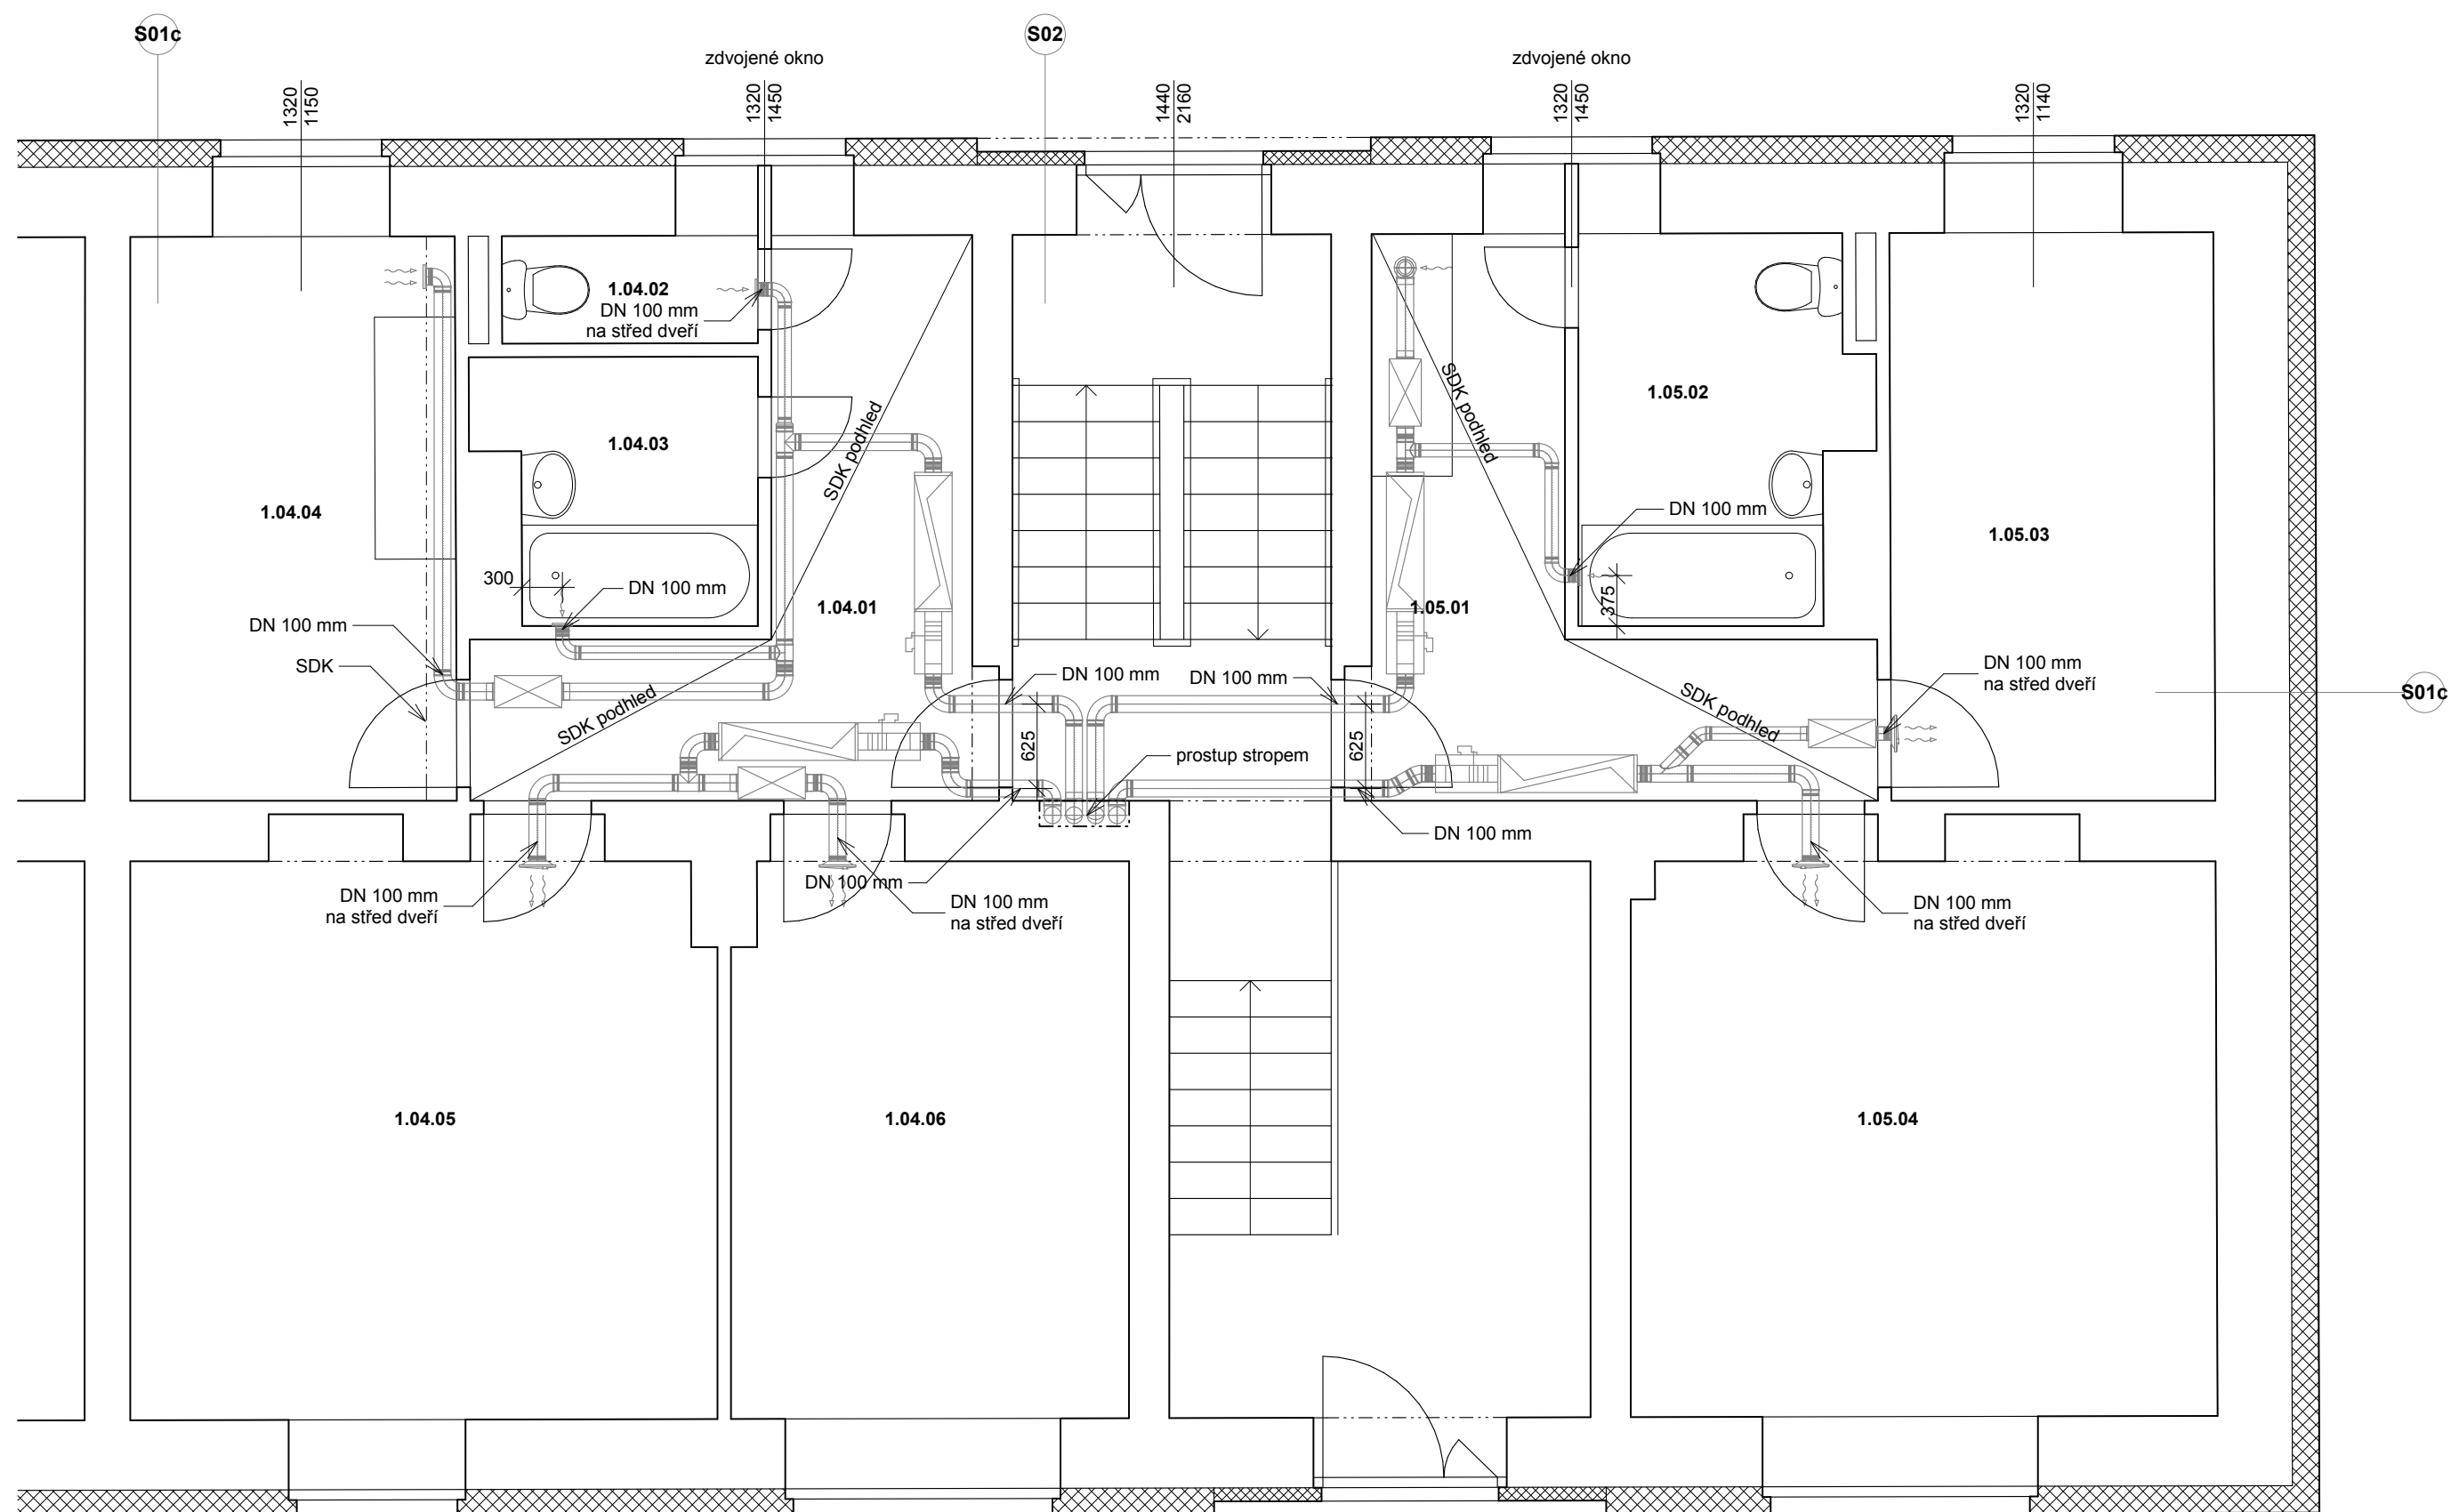 S01c
S02
zdvojené okno
zdvojené okno
1320
1150
1320
1450
1440
2160
1320
1450
1320
1140
1.04.02
DN 100 mm
na střed dveří
1.05.02
SDK podhled
SDK podhled
1.04.03
1.04.04
DN 100 mm
1.05.03
300
DN 100 mm
1.04.01
1.05.01
375
DN 100 mm
SDK
DN 100 mm
DN 100 mm
DN 100 mm
na střed dveří
S01c
SDK podhled
SDK podhled
625
625
prostup stropem
DN 100 mm
DN 100 mm
DN 100 mm
na střed dveří
DN 100 mm
na střed dveří
DN 100 mm
na střed dveří
1.04.05
1.04.06
1.05.04